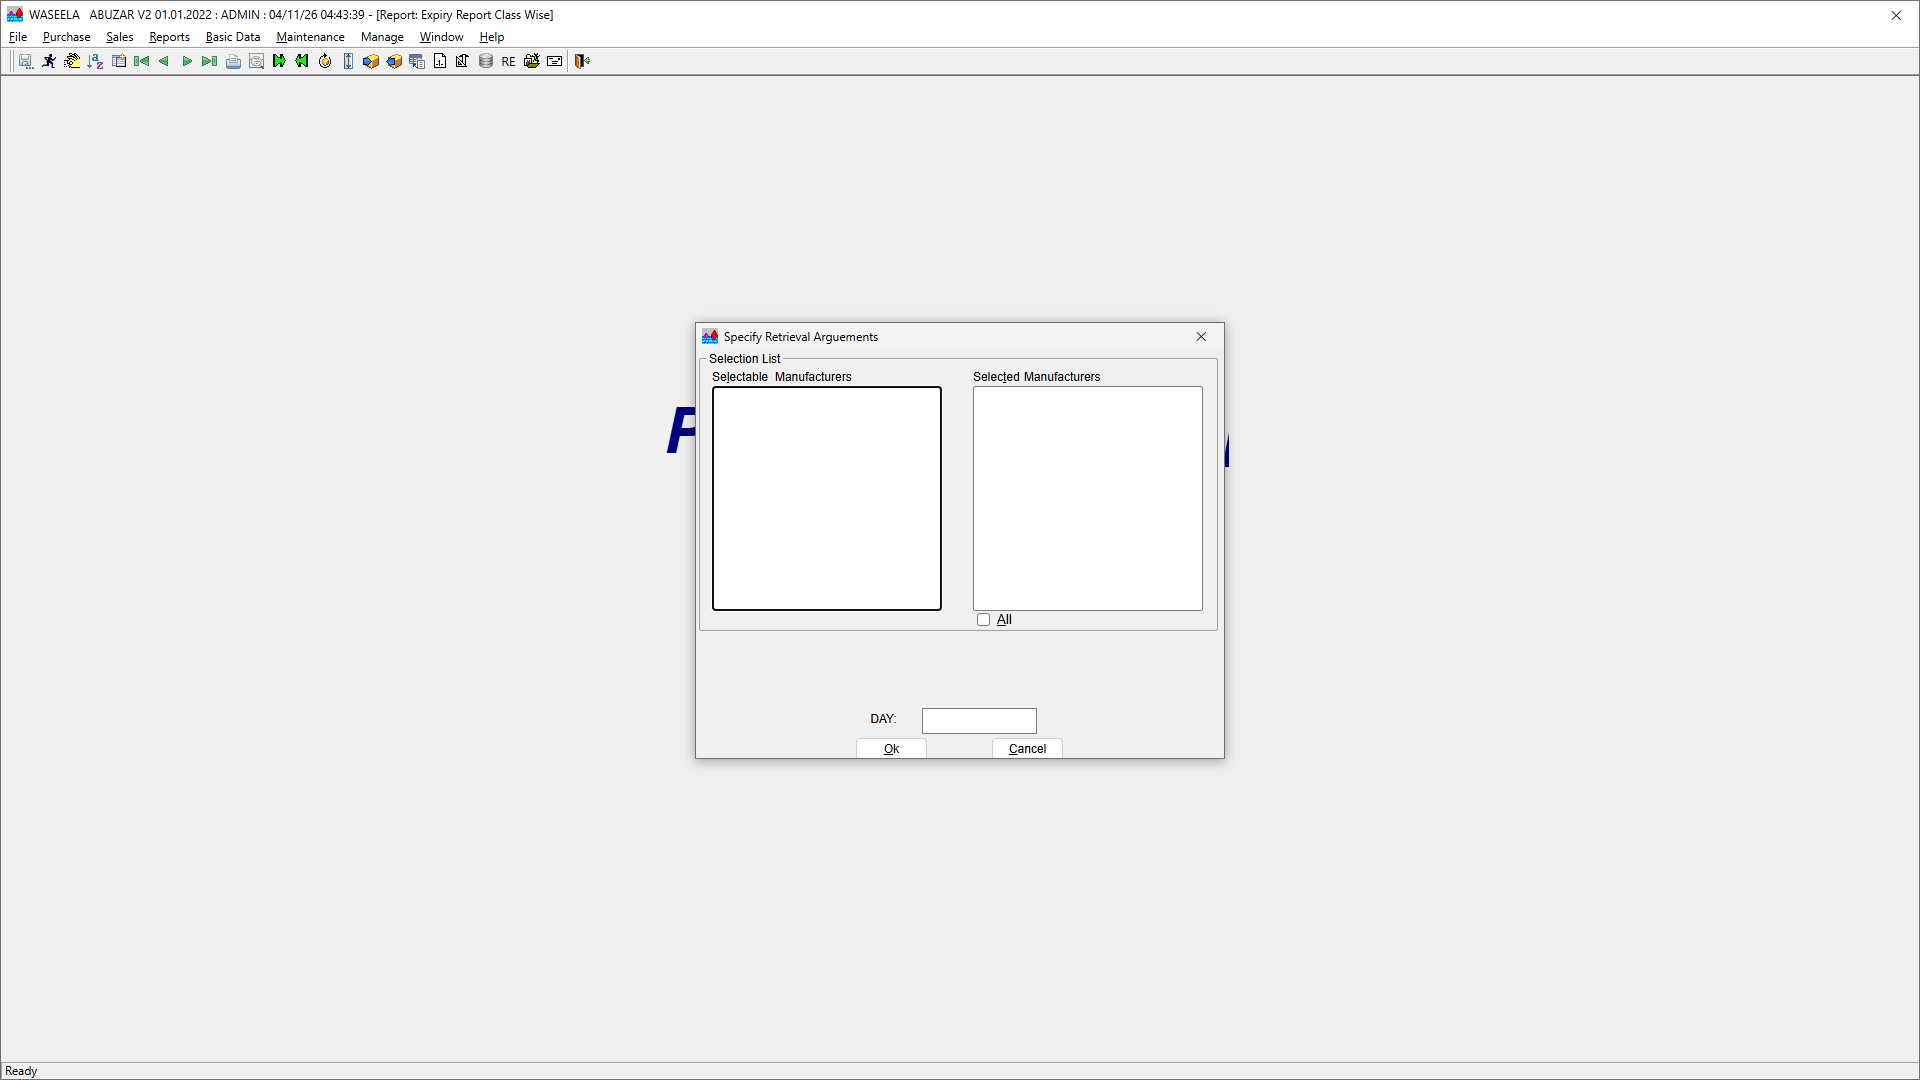 WASEELA   ABUZAR V2 01.01.2022 : ADMIN : 04/11/26 04:43:39 - [Report: Expiry Report Class Wise]
File Purchase Sales Reports Basic Data Maintenance Manage Window Help
RE
Specify Retrieval Arguements
Selection List
Selectable  Manufacturers
Selected Manufacturers
All
DAY:
Ok
Cancel
Ready